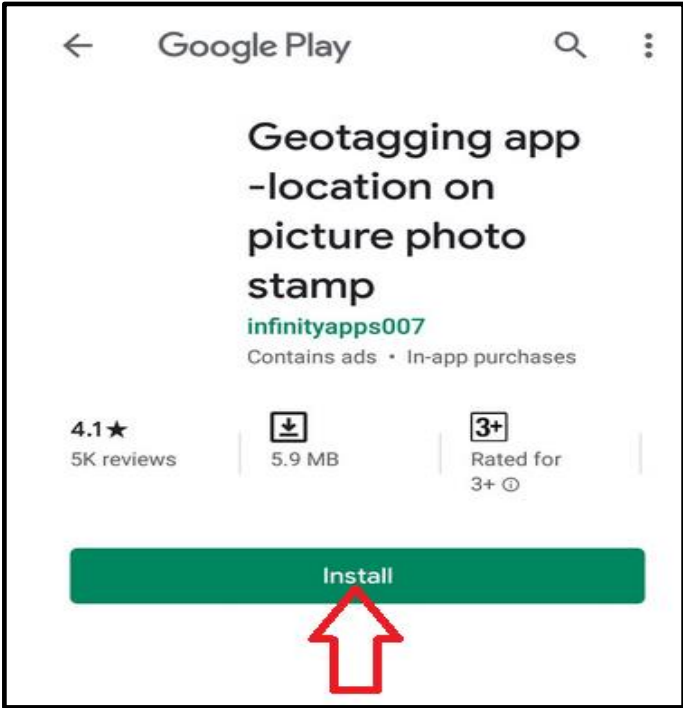 Google Play
Geotagging app
-location on
picture photo
stamp
infinityapps007
Contains ads • In-app purchases
4.1★
5K reviews
5.9 MB
3+
Rated for
3+ ⓘ
Install